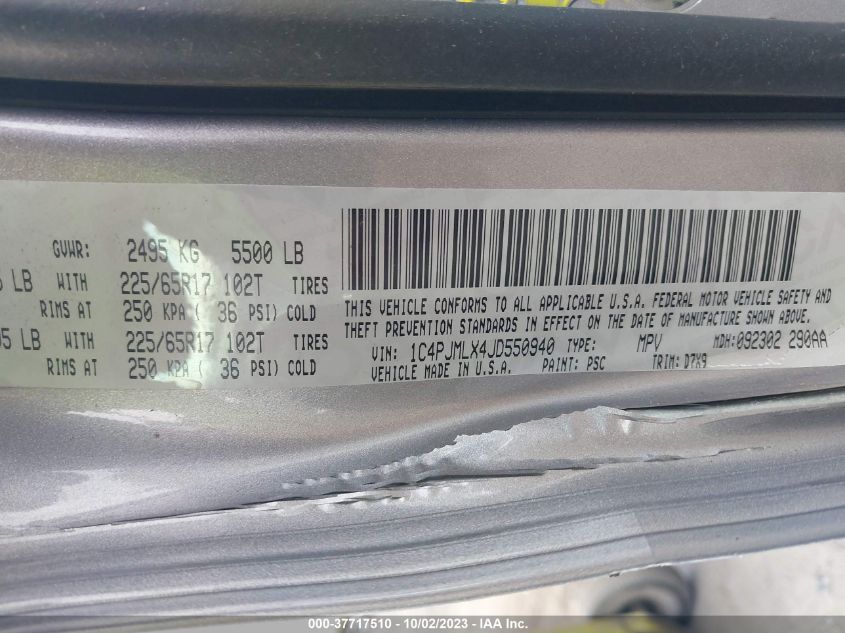 GVWR: 2495 KG 5500 LB
LB WITH 225/65R17 102T TIRES
RIMS AT 250 KPA ( 36 PSI) COLD
LB WITH 225/65R17 102T TIRES
RIMS AT 250 KPA ( 36 PSI) COLD
THIS VEHICLE CONFORMS TO ALL APPLICABLE U.S.A. FEDERAL MOTOR VEHICLE SAFETY AND
THEFT PREVENTION STANDARDS IN EFFECT ON THE DATE OF MANUFACTURE SHOWN ABOVE.
VIN: 1C4PJMLX4JD550940 TYPE: MPV MDH:092302 290AA
VEHICLE MADE IN U.S.A. PAINT: PSC TRIM: D7X9
000-37717510 - 10/02/2023 - IAA Inc.